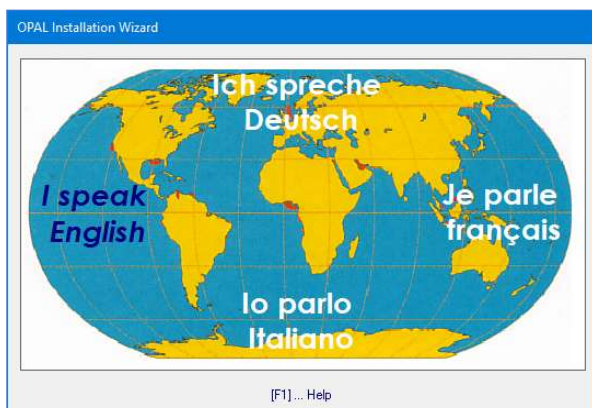 OPAL Installation Wizard
Ich spreche
Deutsch
I speak
English
Je parle
français
Io parlo
Italiano
[F1] ... Help